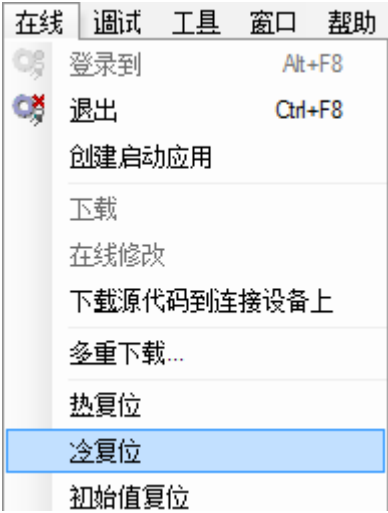 在线 调试 工具 窗口 帮助
登录到 Alt+F8
退出 Ctrl+F8
创建启动应用
下载
在线修改
下载源代码到连接设备上
多重下载...
热复位
冷复位
初始值复位